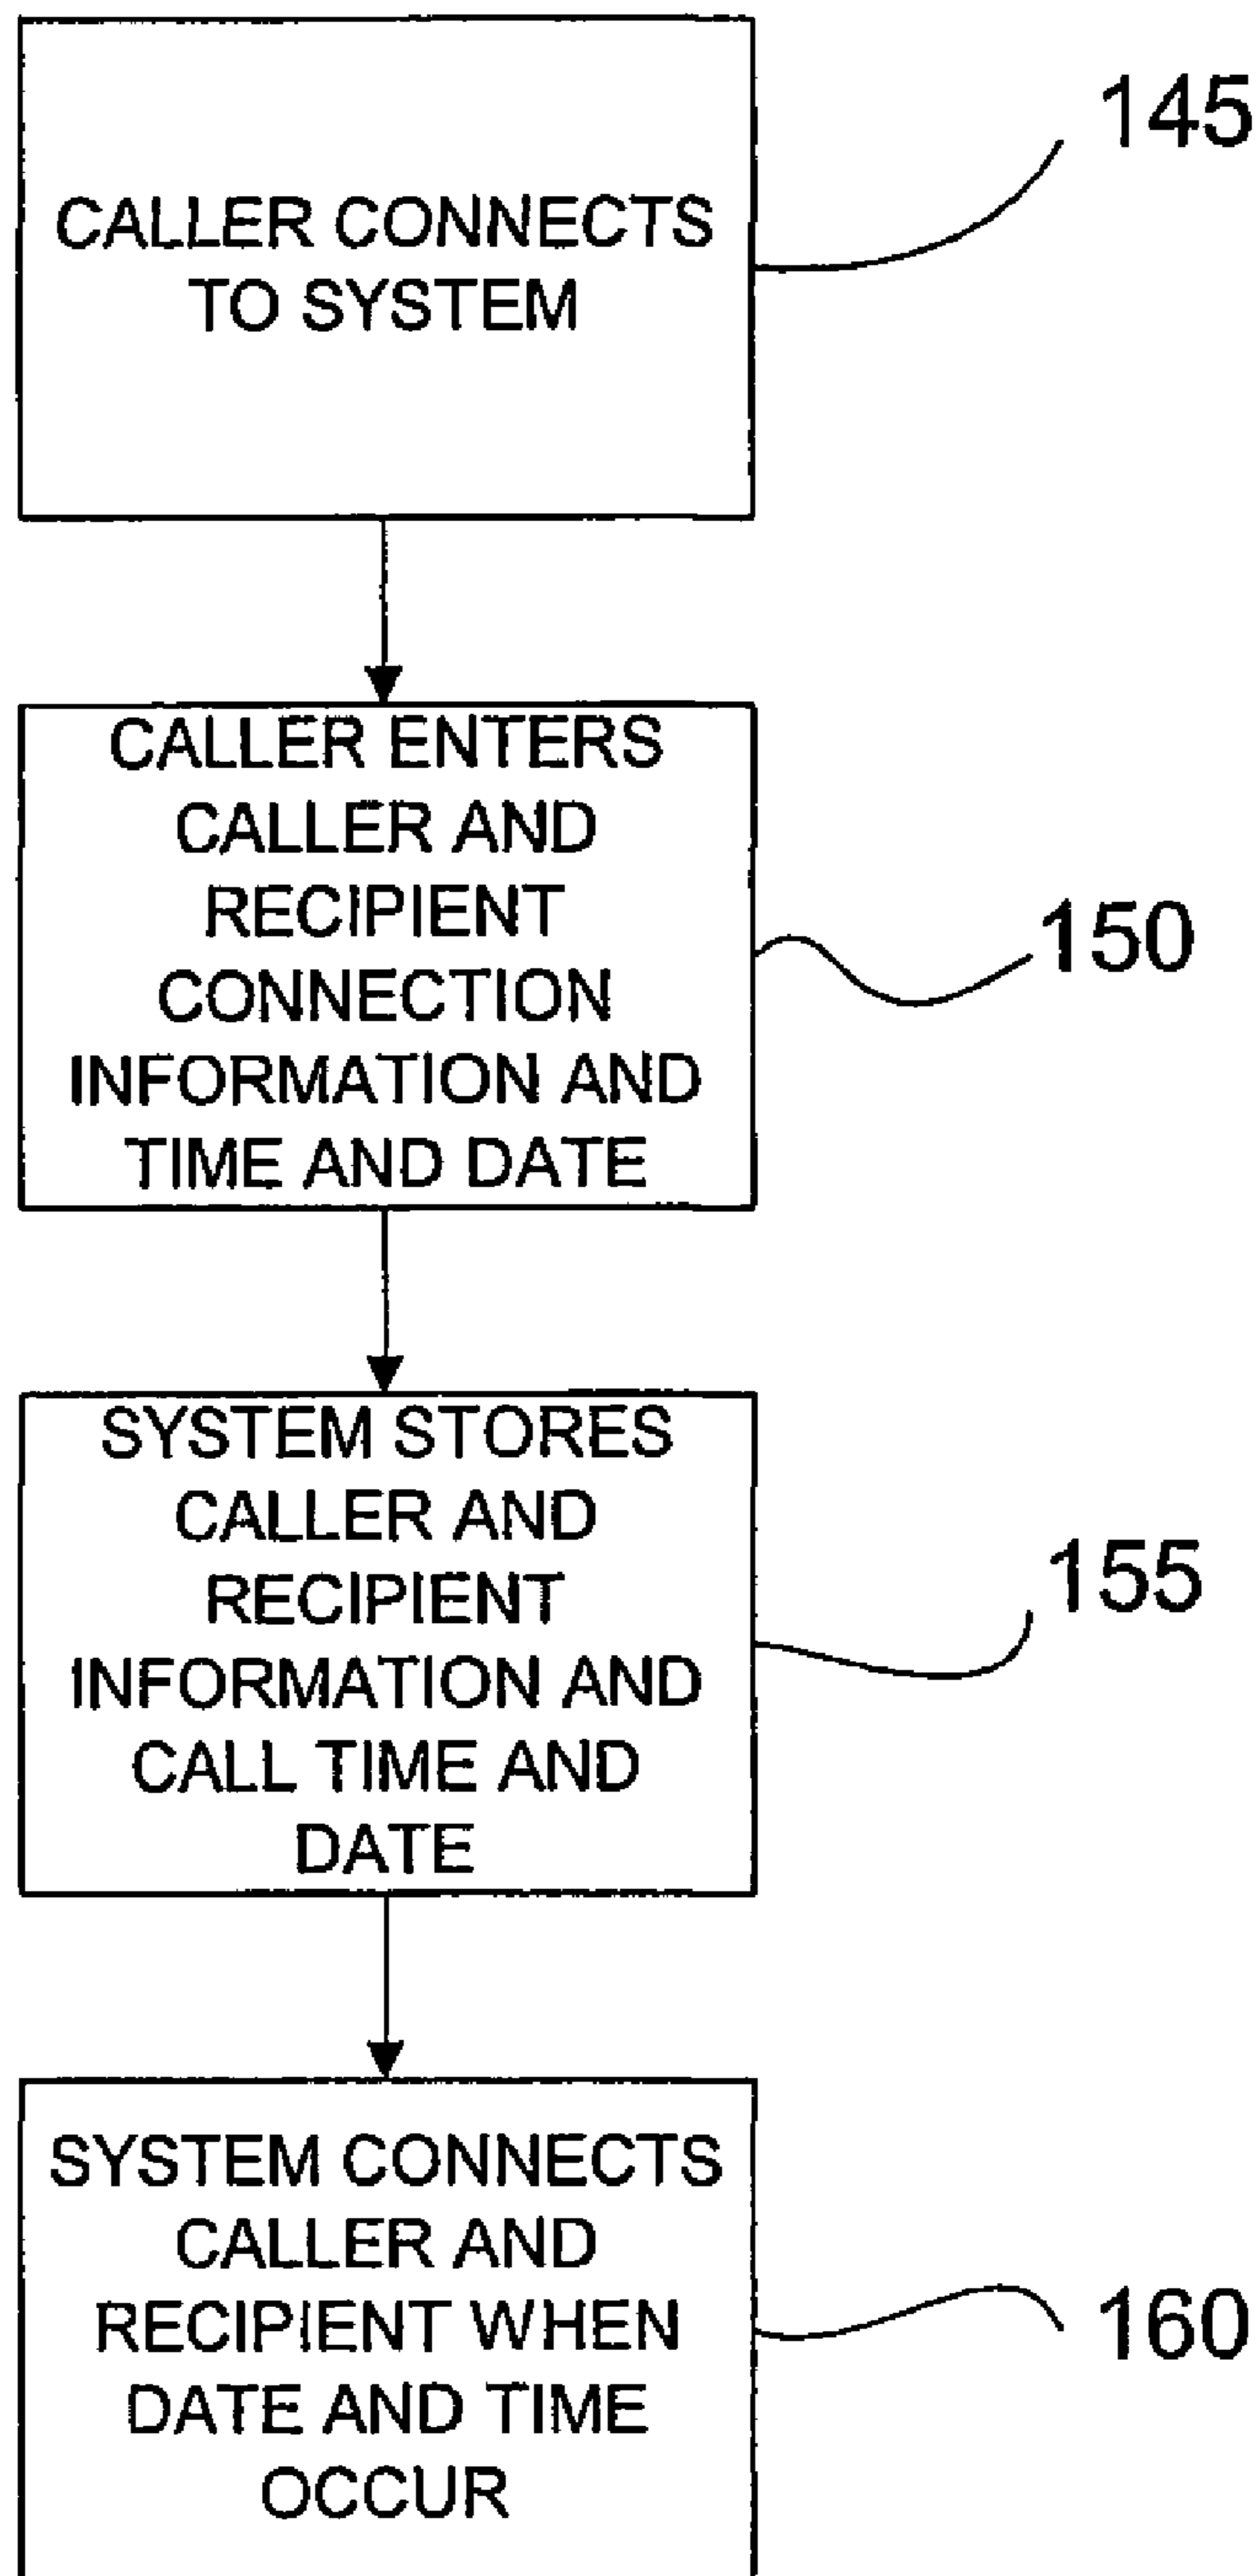 145
CALLER CONNECTS
TO SYSTEM
CALLER ENTERS
CALLER AND
RECIPIENT
CONNECTION
INFORMATION AND
TIME AND DATE
150
SYSTEM STORES
CALLER AND
RECIPIENT
INFORMATION AND
CALL TIME AND
DATE
155
SYSTEM CONNECTS
CALLER AND
RECIPIENT WHEN
DATE AND TIME
OCCUR
160